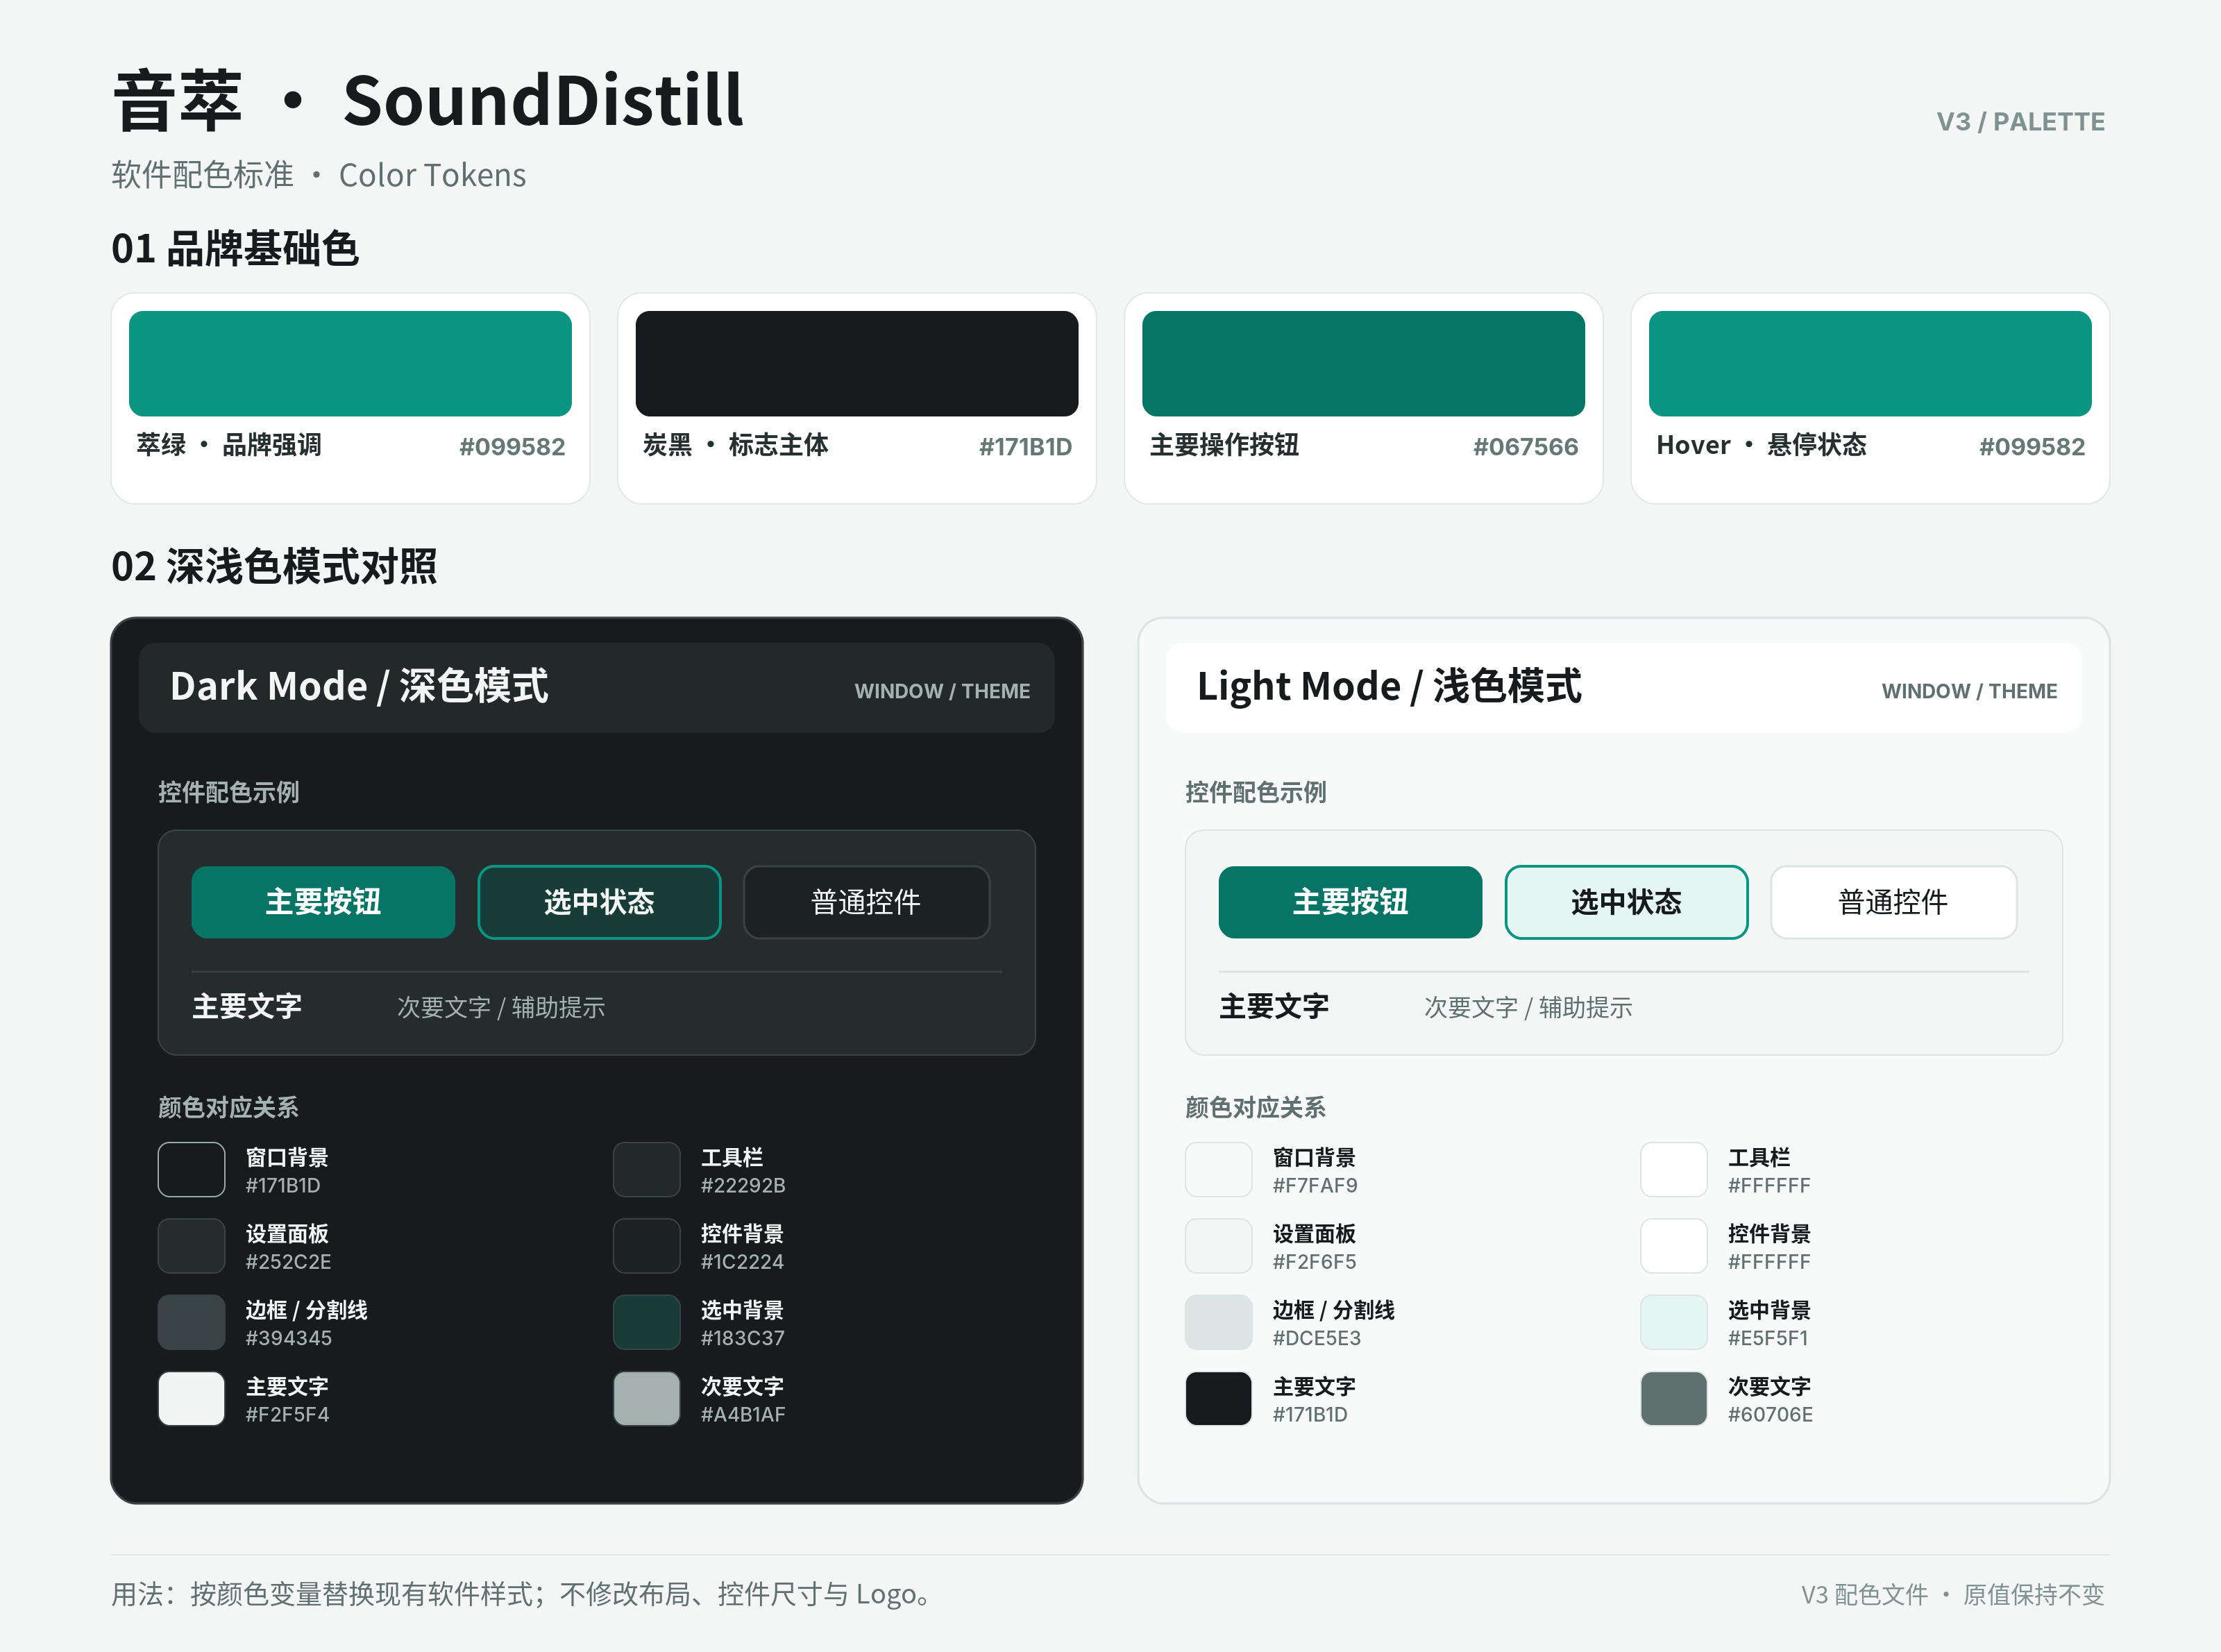 音萃 · SoundDistill
V3 / PALETTE
软件配色标准 · Color Tokens
01 品牌基础色
萃绿 · 品牌强调 #099582
炭黑 · 标志主体 #171B1D
主要操作按钮 #067566
Hover · 悬停状态 #099582
02 深浅色模式对照
Dark Mode / 深色模式
WINDOW / THEME
控件配色示例
主要按钮
选中状态
普通控件
主要文字
次要文字 / 辅助提示
颜色对应关系
窗口背景
#171B1D
工具栏
#22292B
设置面板
#252C2E
控件背景
#1C2224
边框 / 分割线
#394345
选中背景
#183C37
主要文字
#F2F5F4
次要文字
#A4B1AF
Light Mode / 浅色模式
WINDOW / THEME
控件配色示例
主要按钮
选中状态
普通控件
主要文字
次要文字 / 辅助提示
颜色对应关系
窗口背景
#F7FAF9
工具栏
#FFFFFF
设置面板
#F2F6F5
控件背景
#FFFFFF
边框 / 分割线
#DCE5E3
选中背景
#E5F5F1
主要文字
#171B1D
次要文字
#60706E
用法：按颜色变量替换现有软件样式；不修改布局、控件尺寸与 Logo。
V3 配色文件 · 原值保持不变